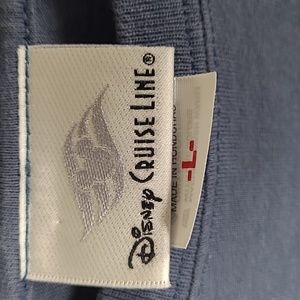 Disney Cruise Line®
-L-
MADE IN HONDURAS